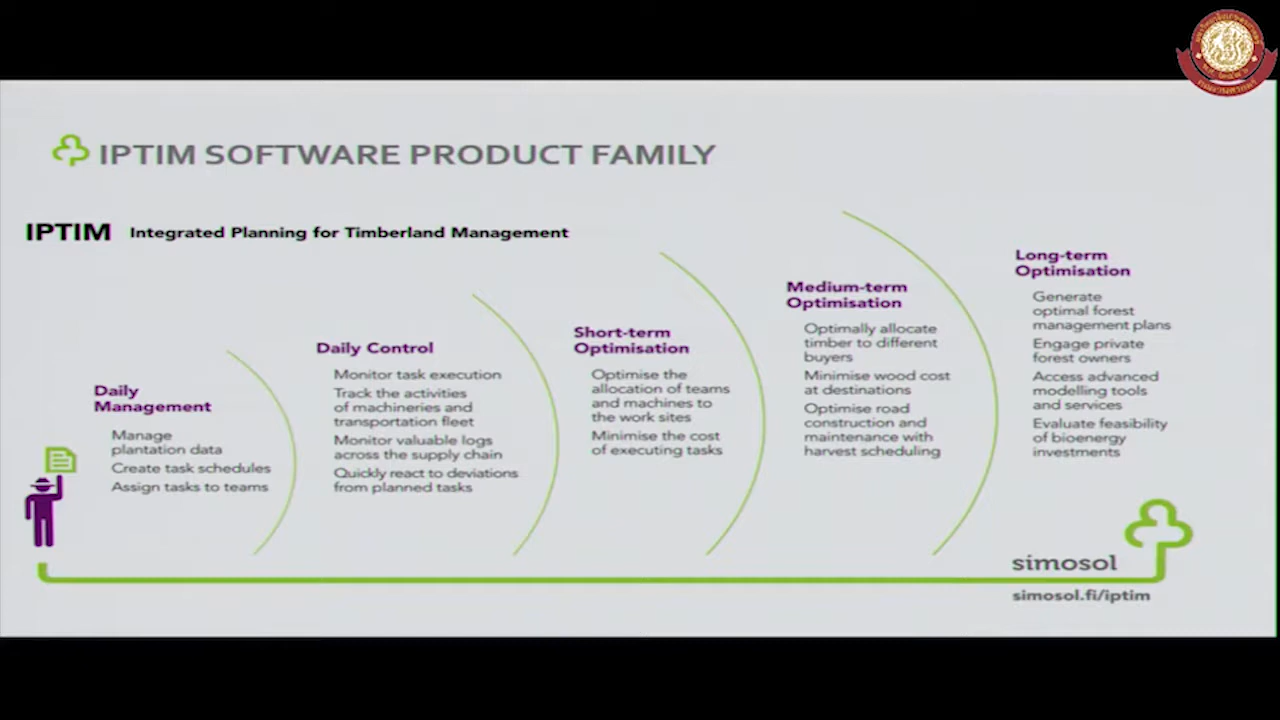 IPTIM SOFTWARE PRODUCT FAMILY
IPTIM Integrated Planning for Timberland Management
Daily
Management
Manage
plantation data
Create task schedules
Assign tasks to teams
Daily Control
Monitor task execution
Track the activities
of machineries and
transportation fleet
Monitor valuable logs
across the supply chain
Quickly react to deviations
from planned tasks
Short-term
Optimisation
Optimise the
allocation of teams
and machines to
the work sites
Minimise the cost
of executing tasks
Medium-term
Optimisation
Optimally allocate
timber to different
buyers
Minimise wood cost
at destinations
Optimise road
construction and
maintenance with
harvest scheduling
Long-term
Optimisation
Generate
optimal forest
management plans
Engage private
forest owners
Access advanced
modelling tools
and services
Evaluate feasibility
of bioenergy
investments
simosol
simosol.fi/iptim